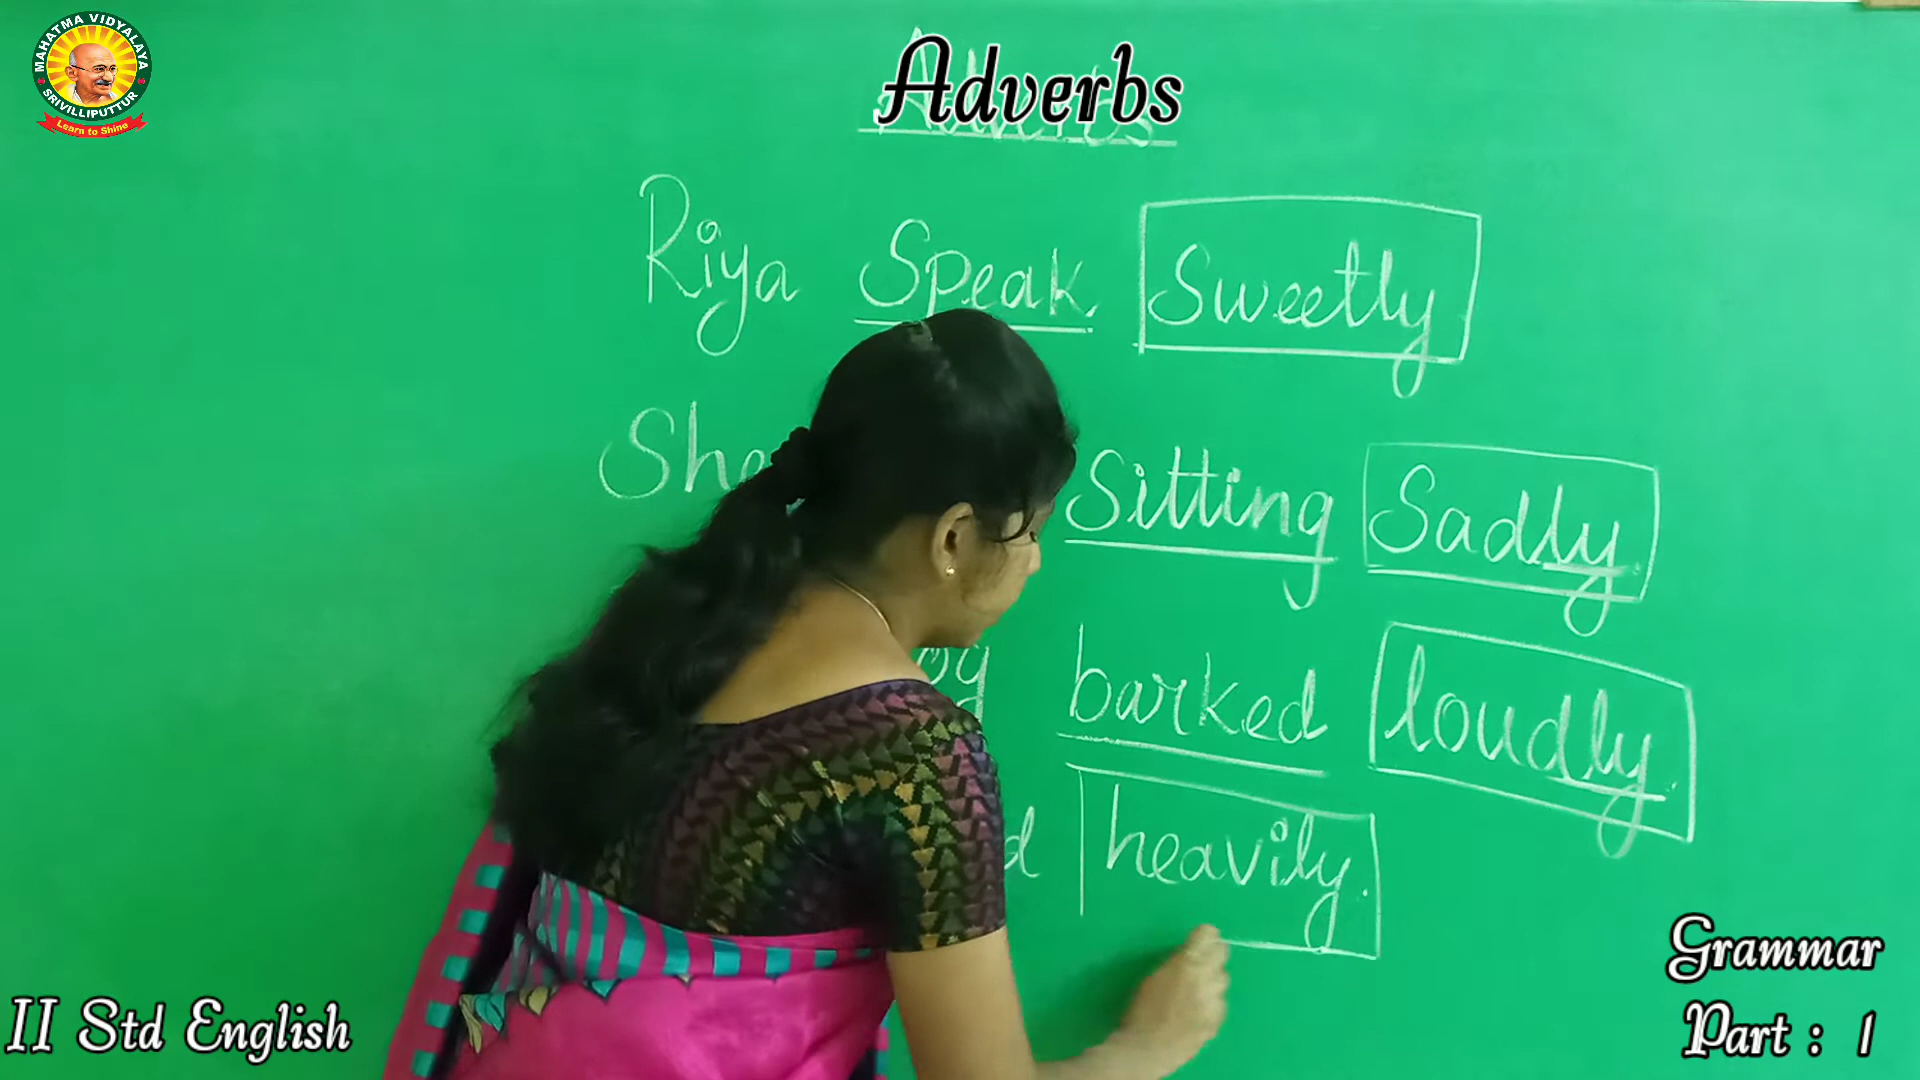 MAHATMA VIDYALAYA
SRIVILLIPUTTUR
Learn to Shine
Adverbs
Adverbs
Riya Speak Sweetly
Sitting Sadly.
barked loudly.
heavily.
II Std English
Grammar
Part : 1